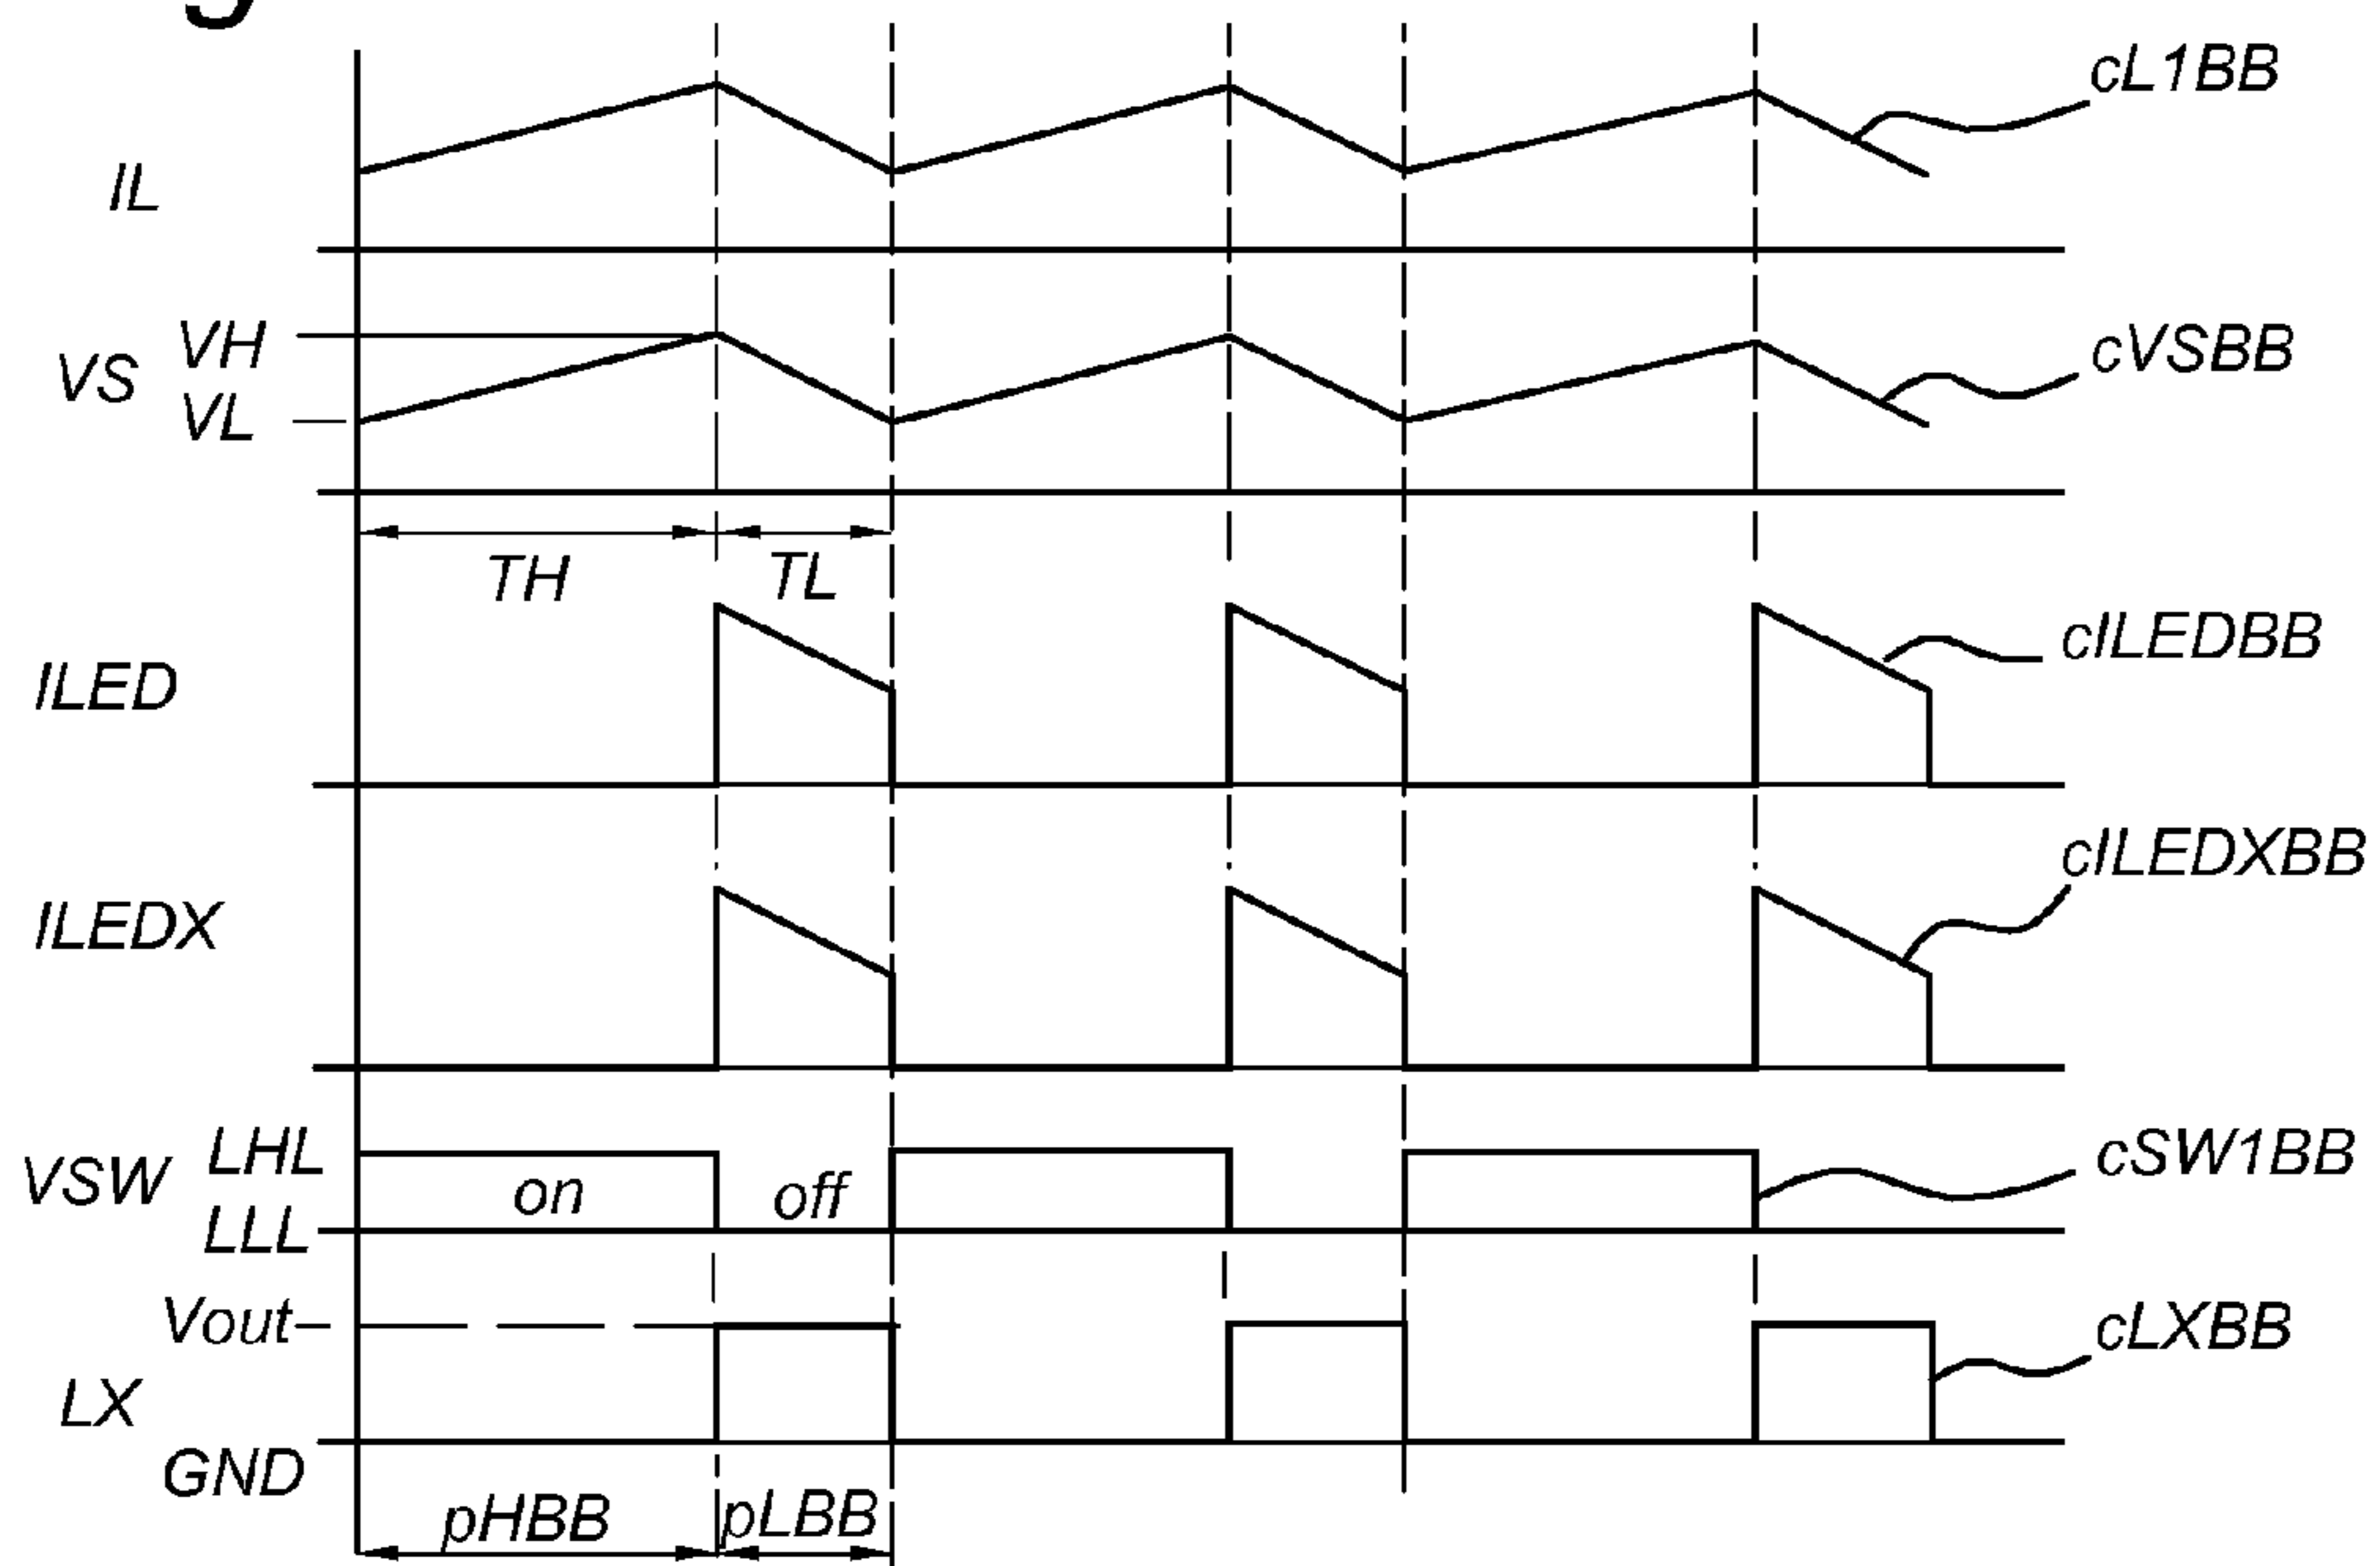 cL1BB
IL
VH
VS
VL
cVSBB
TH
TL
ILED
cILEDBB
ILEDX
cILEDXBB
VSW
LHL
LLL
on
off
cSW1BB
Vout
LX
GND
cLXBB
pHBB
pLBB